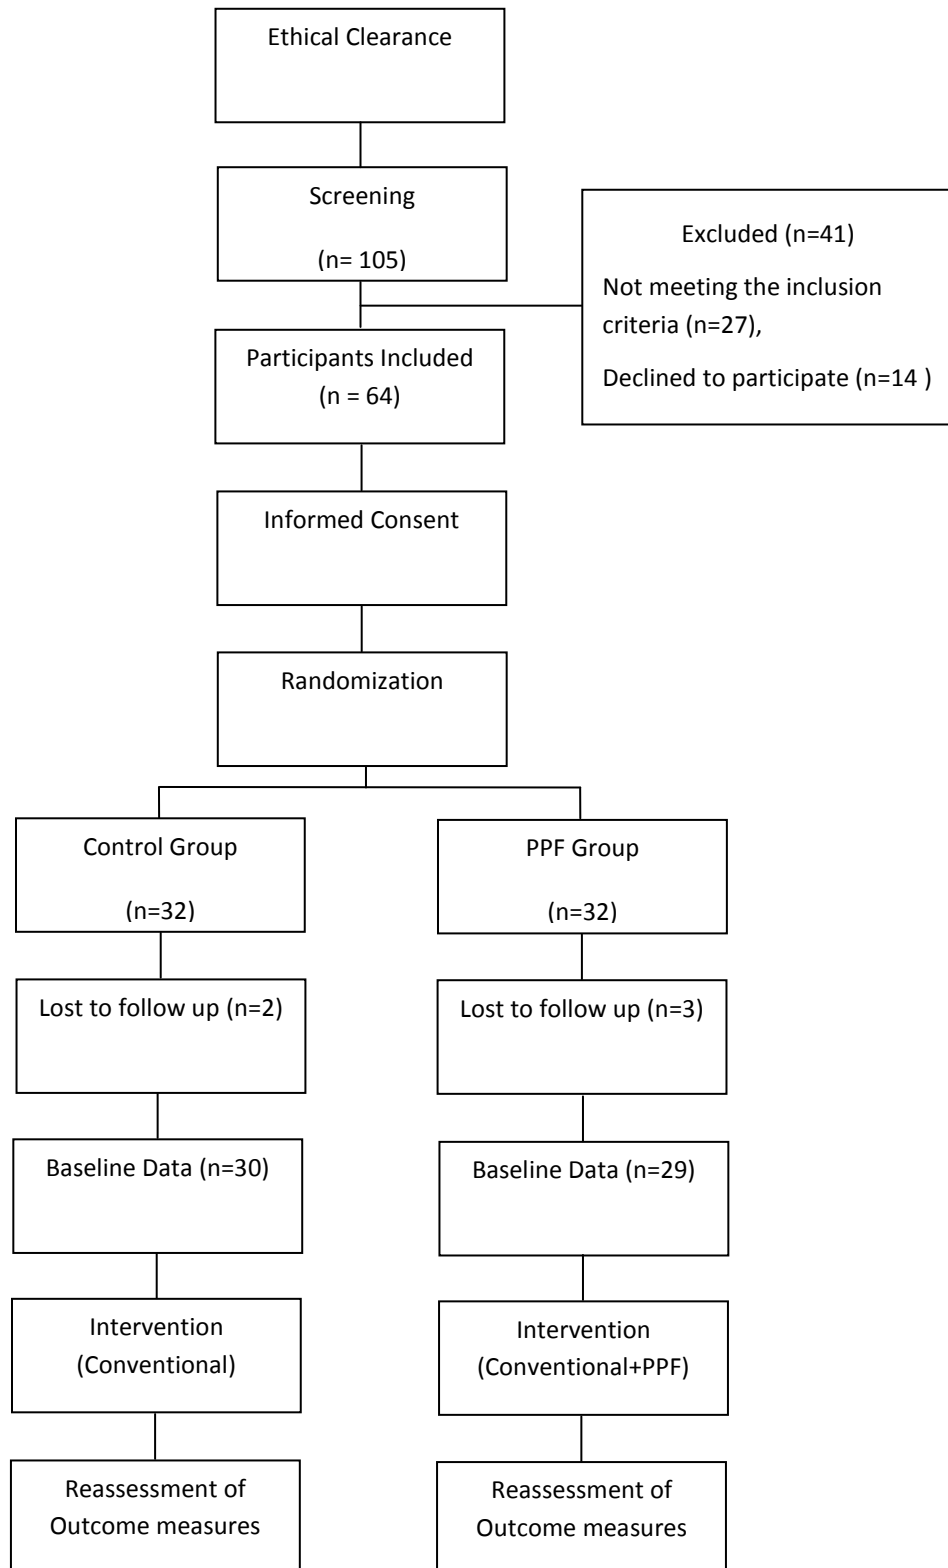 Ethical Clearance
Screening
(n= 105)
Excluded (n=41)
Not meeting the inclusion
criteria (n=27),
Declined to participate (n=14 )
Participants Included
(n = 64)
Informed Consent
Randomization
Control Group
(n=32)
PPF Group
(n=32)
Lost to follow up (n=2)
Lost to follow up (n=3)
Baseline Data (n=30)
Baseline Data (n=29)
Intervention
(Conventional)
Intervention
(Conventional+PPF)
Reassessment of
Outcome measures
Reassessment of
Outcome measures